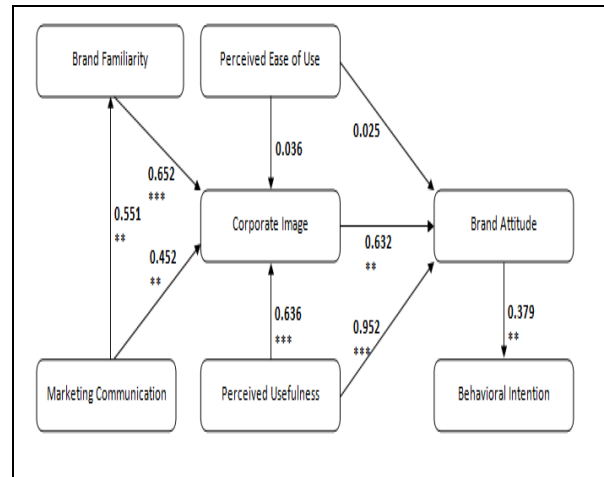 Brand Familiarity
Perceived Ease of Use
0.025
0.036
0.652
***
0.551
**
0.452
**
Corporate Image
Brand Attitude
0.632
**
0.636
***
0.952
***
0.379
**
Marketing Communication
Perceived Usefulness
Behavioral Intention